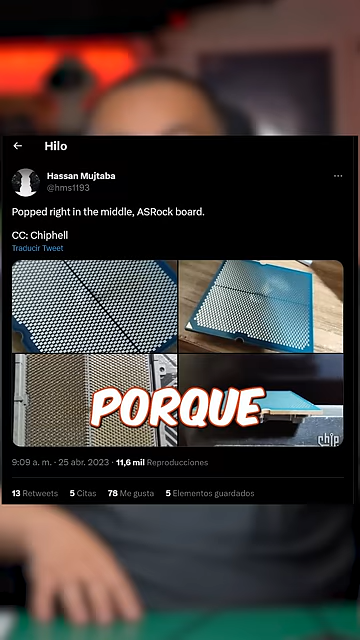 Hilo
Hassan Mujtaba
@hms1193
Popped right in the middle, ASRock board.
CC: Chiphell
Traducir Tweet
PORQUE
chip
9:09 a. m. · 25 abr. 2023 · 11,6 mil Reproducciones
13 Retweets 5 Citas 78 Me gusta 5 Elementos guardados